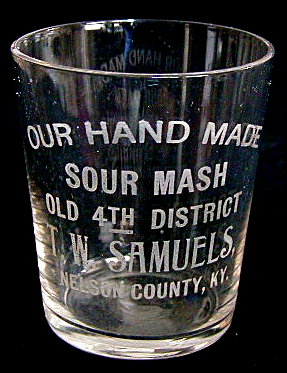 OUR HAND MADE
SOUR MASH
OLD 4TH DISTRICT
T. W. SAMUELS,
NELSON COUNTY, KY.